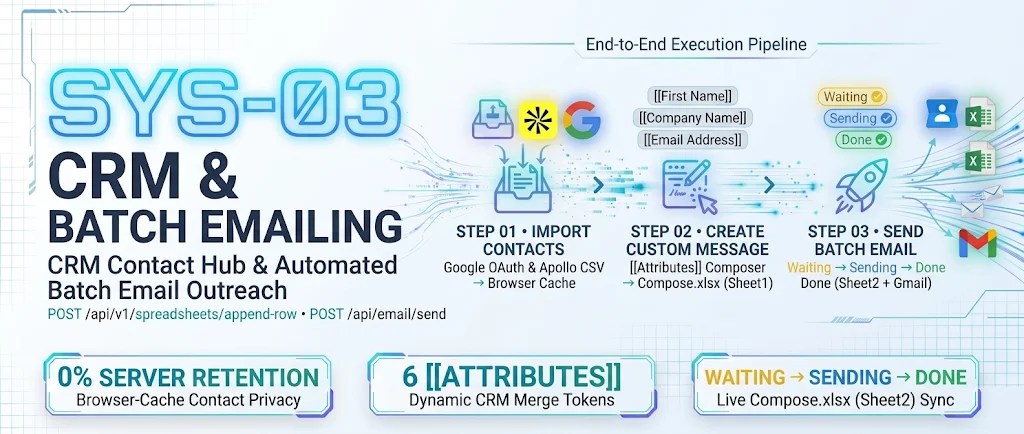 End-to-End Execution Pipeline
SYS-03
CRM &
BATCH EMAILING
CRM Contact Hub & Automated
Batch Email Outreach
POST /api/v1/spreadsheets/append-row • POST /api/email/send
STEP 01 • IMPORT
CONTACTS
Google OAuth & Apollo CSV
→ Browser Cache
[[First Name]]
[[Company Name]]
[[Email Address]]
STEP 02 • CREATE
CUSTOM MESSAGE
[[Attributes]] Composer
→ Compose.xlsx (Sheet1)
Waiting
Sending
Done
STEP 03 • SEND
BATCH EMAIL
Waiting → Sending → Done
Done (Sheet2 + Gmail)
X
X
0% SERVER RETENTION
Browser-Cache Contact Privacy
6 [[ATTRIBUTES]]
Dynamic CRM Merge Tokens
WAITING → SENDING → DONE
Live Compose.xlsx (Sheet2) Sync